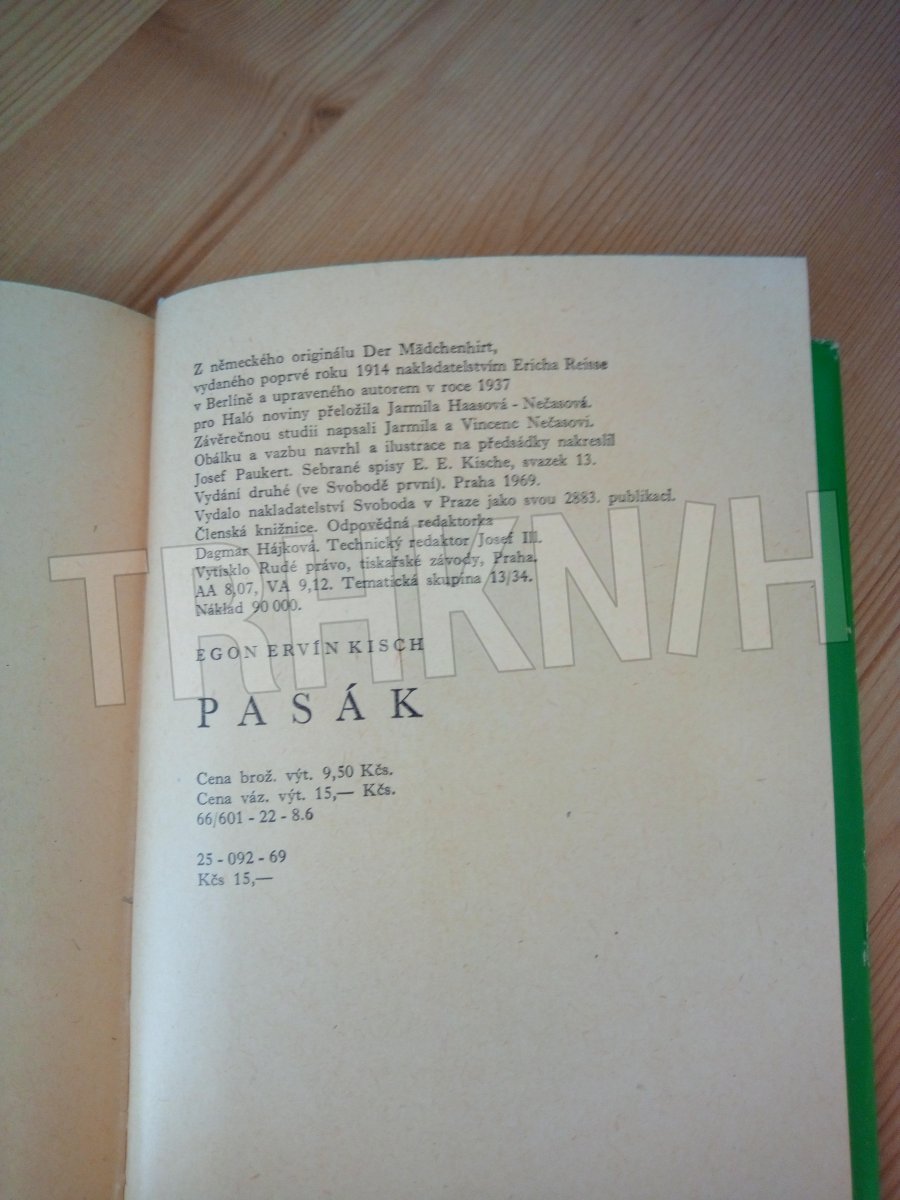 Z německého originálu Der Mädchenhirt,
vydaného poprvé roku 1914 nakladatelstvím Ericha Reisse
v Berlíně a upraveného autorem v roce 1937
pro Haló noviny přeložila Jarmila Haasová - Nečasová.
Závěrečnou studii napsali Jarmila a Vincenc Nečasovi.
Obálku a vazbu navrhl a ilustrace na předsádky nakreslil
Josef Paukert. Sebrané spisy E. E. Kische, svazek 13.
Vydání druhé (ve Svobodě první). Praha 1969.
Vydalo nakladatelství Svoboda v Praze jako svou 2883. publikaci.
Členská knižnice. Odpovědná redaktorka
Dagmar Hájková. Technický redaktor Josef Ill.
Vytisklo Rudé právo, tiskařské závody, Praha.
AA 8,07, VA 9,12. Tematická skupina 13/34.
Náklad 90 000.
EGON ERVÍN KISCH
PASÁK
Cena brož. výt. 9,50 Kčs.
Cena váz. výt. 15,— Kčs.
66/601 - 22 - 8.6
25 - 092 - 69
Kčs 15,—
TRHKN/H